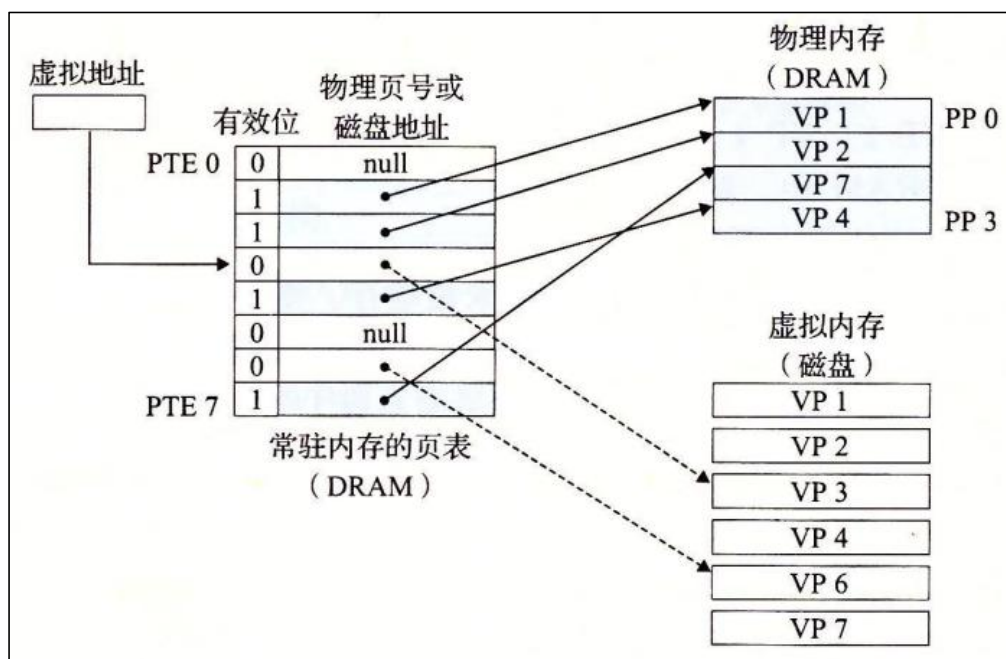 虚拟地址
有效位
物理页号或
磁盘地址
PTE 0
0
null
1
1
0
1
0
null
0
PTE 7
1
常驻内存的页表
(DRAM)
物理内存
(DRAM)
VP 1
PP 0
VP 2
VP 7
VP 4
PP 3
虚拟内存
(磁盘)
VP 1
VP 2
VP 3
VP 4
VP 6
VP 7